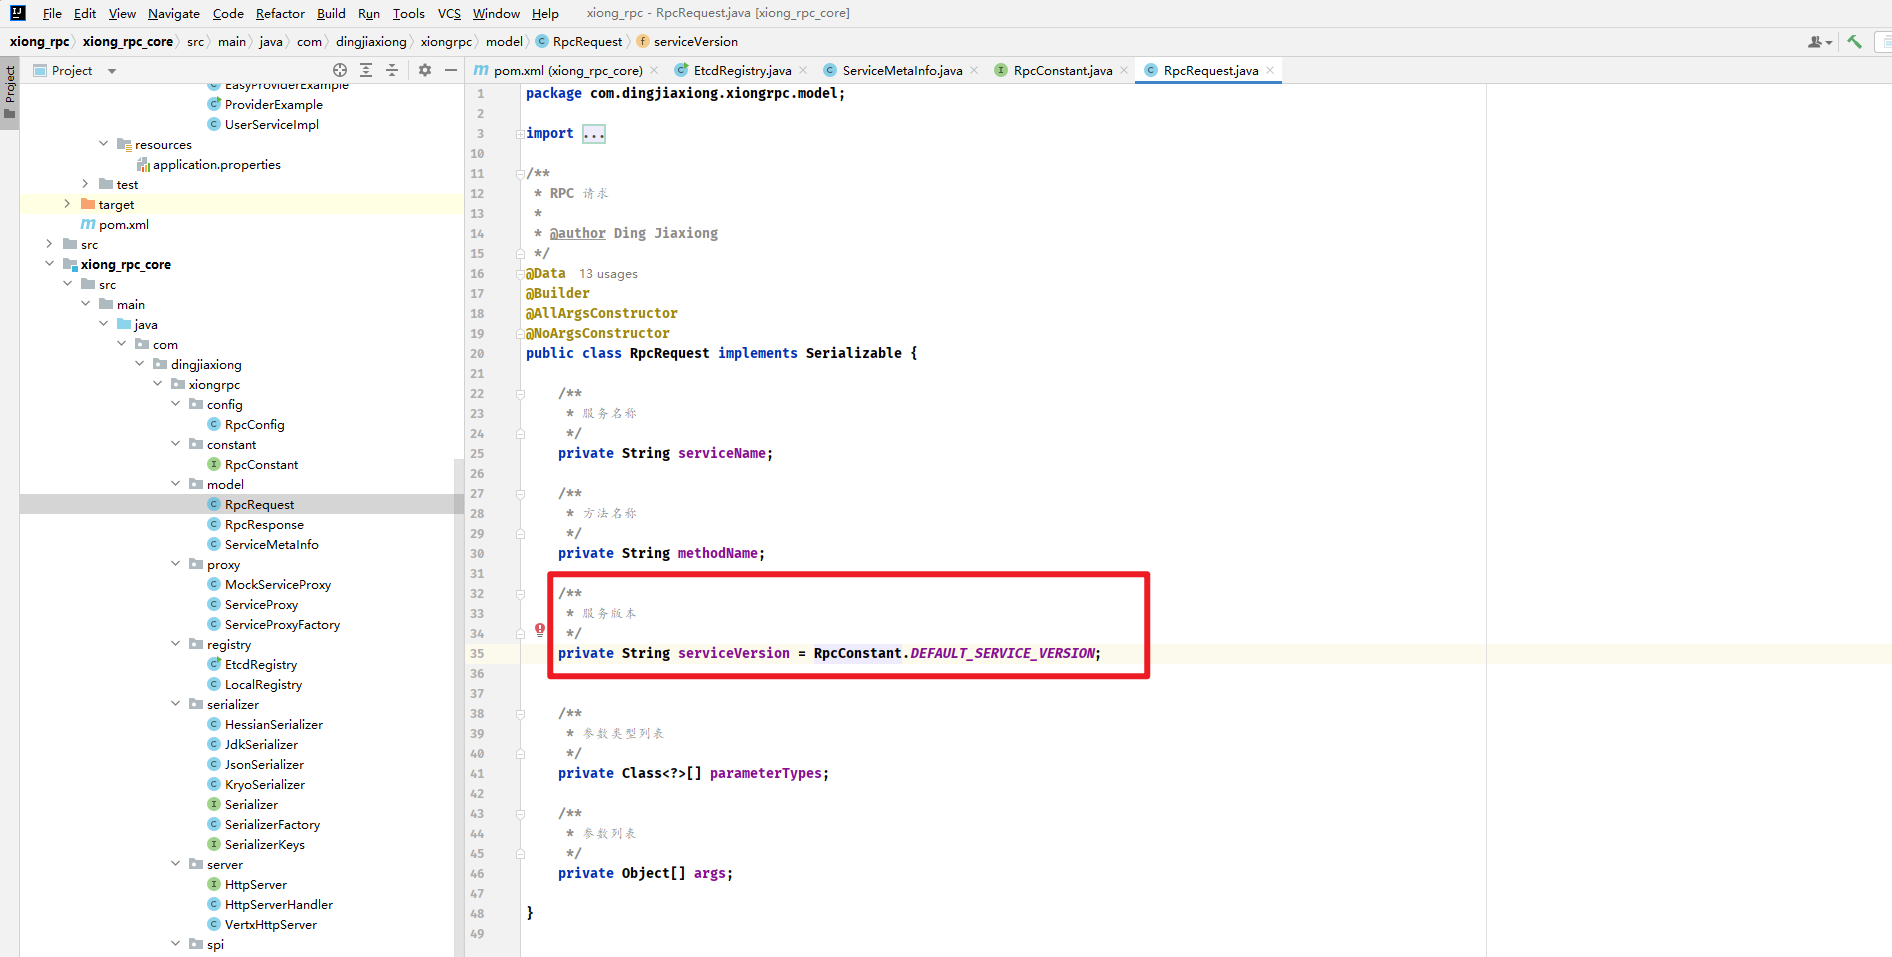 File Edit View Navigate Code Refactor Build Run Tools VCS Window Help xiong_rpc - RpcRequest.java [xiong_rpc_core]
xiong_rpc xiong_rpc_core src main java com dingjiaxiong xiongrpc model RpcRequest serviceVersion
Project
Project
EasyProviderExample
ProviderExample
UserServiceImpl
resources
application.properties
test
target
pom.xml
src
xiong_rpc_core
src
main
java
com
dingjiaxiong
xiongrpc
config
RpcConfig
constant
RpcConstant
model
RpcRequest
RpcResponse
ServiceMetaInfo
proxy
MockServiceProxy
ServiceProxy
ServiceProxyFactory
registry
EtcdRegistry
LocalRegistry
serializer
HessianSerializer
JdkSerializer
JsonSerializer
KryoSerializer
Serializer
SerializerFactory
SerializerKeys
server
HttpServer
HttpServerHandler
VertxHttpServer
spi
pom.xml (xiong_rpc_core) EtcdRegistry.java ServiceMetaInfo.java RpcConstant.java RpcRequest.java
1 package com.dingjiaxiong.xiongrpc.model;
2
3 import ...
10
11 /**
12 * RPC 请求
13 *
14 * @author Ding Jiaxiong
15 */
16 @Data 13 usages
17 @Builder
18 @AllArgsConstructor
19 @NoArgsConstructor
20 public class RpcRequest implements Serializable {
21
22 /**
23 * 服务名称
24 */
25 private String serviceName;
26
27 /**
28 * 方法名称
29 */
30 private String methodName;
31
32 /**
33 * 服务版本
34 */
35 private String serviceVersion = RpcConstant.DEFAULT_SERVICE_VERSION;
36
37
38 /**
39 * 参数类型列表
40 */
41 private Class<?>[] parameterTypes;
42
43 /**
44 * 参数列表
45 */
46 private Object[] args;
47
48 }
49